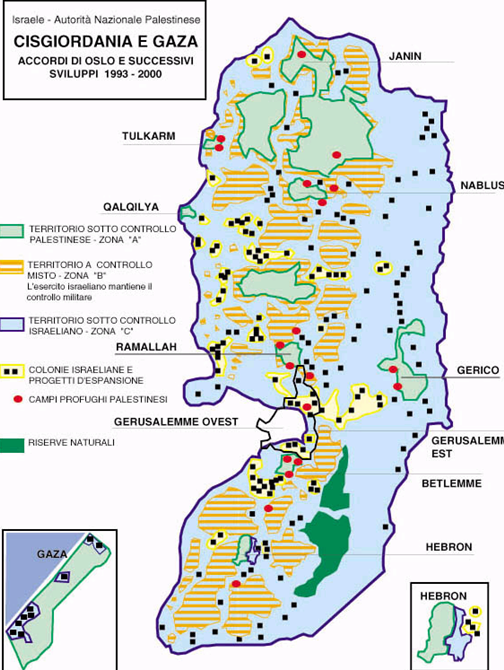 Israele - Autorità Nazionale Palestinese
CISGIORDANIA E GAZA
ACCORDI DI OSLO E SUCCESSIVI
SVILUPPI 1993 - 2000
JANIN
TULKARM
NABLUS
QALQILYA
TERRITORIO SOTTO CONTROLLO
PALESTINESE - ZONA "A"
TERRITORIO A CONTROLLO
MISTO - ZONA "B"
L'esercito israeliano mantiene il
controllo militare
TERRITORIO SOTTO CONTROLLO
ISRAELIANO - ZONA "C"
RAMALLAH
COLONIE ISRAELIANE E
PROGETTI D'ESPANSIONE
GERICO
CAMPI PROFUGHI PALESTINESI
GERUSALEMME OVEST
RISERVE NATURALI
GERUSALEMM
EST
BETLEMME
GAZA
HEBRON
HEBRON